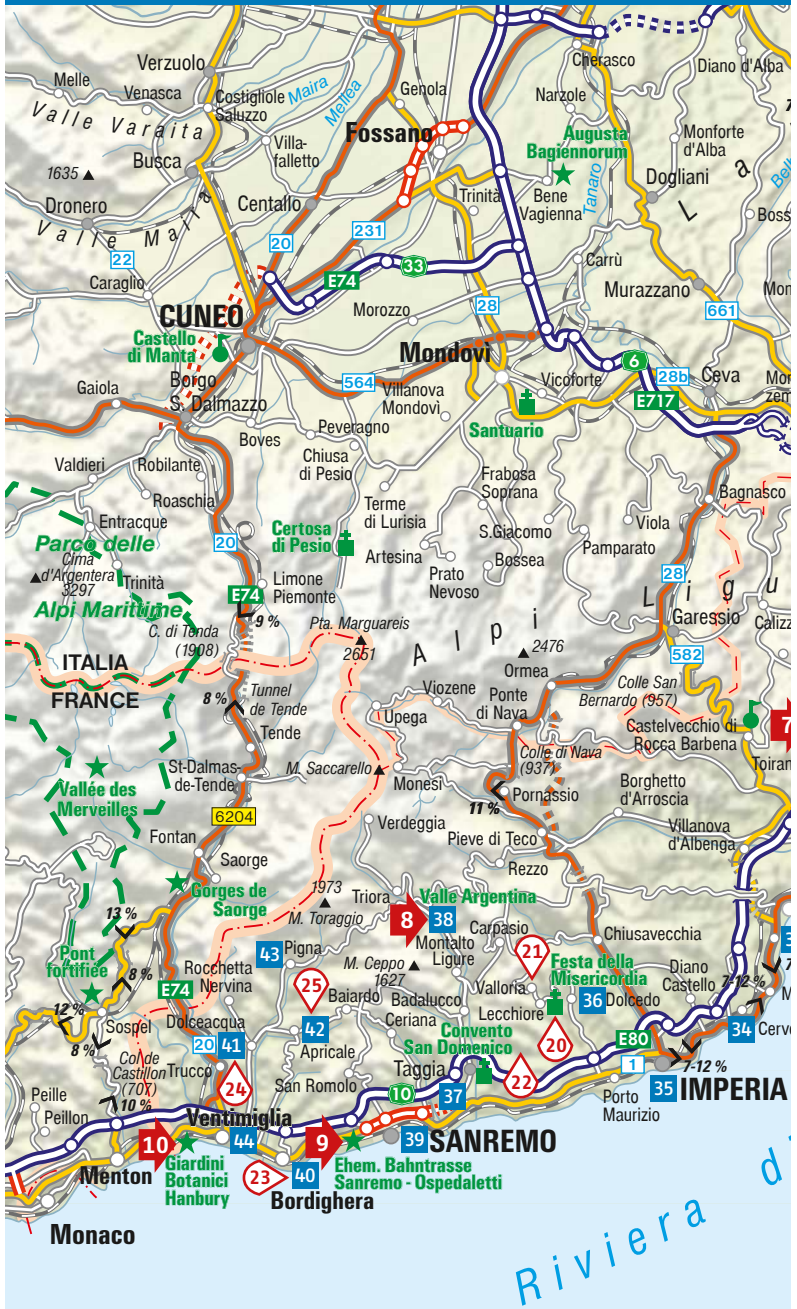 Verzuolo
Cherasco
Diano d'Alba
Melle
Venasca
Costigliole
Saluzzo
Maira
Mellea
Genola
Narzole
Valle Varaita
Villa-
falletto
Fossano
Augusta
Bagiennorum
Monforte
d'Alba
Busca
1635
Dogliani
L a
Dronero
Centallo
Trinità
Bene
Vagienna
Tanaro
Valle Maira
20
231
22
33
Carrù
Caraglio
E74
Murazzano
CUNEO
Morozzo
28
661
Castello
di Manta
Mondovì
6
28b
Ceva
Borgo
S. Dalmazzo
564
Villanova
Mondovì
Vicoforte
E717
Gaiola
Santuario
Boves
Peveragno
Chiusa
di Pesio
Valdieri
Robilante
Frabosa
Soprana
Roaschia
Terme
di Lurisia
Bagnasco
Entracque
Certosa
di Pesio
S.Giacomo
Viola
Parco delle
Alpi Marittime
20
Artesina
Bossea
Pamparato
Cima
d'Argentera
3297
Trinità
Prato
Nevoso
28
E74
Limone
Piemonte
9 %
L i g u
C. di Tenda
(1908)
Pta. Marguareis
2651
A l p i
Garessio
2476
582
ITALIA
FRANCE
Ormea
8 %
Tunnel
de Tende
Viozene
Ponte
di Nava
Colle San
Bernardo (957)
Upega
Tende
Colle di Nava
(937)
Castelvecchio di
Rocca Barbena
7
St-Dalmas-
de-Tende
M. Saccarello
Monesi
Vallée des
Merveilles
11 %
Pornassio
Borghetto
d'Arroscia
6204
Verdeggia
Villanova
d'Albenga
Fontan
Pieve di Teco
Saorge
Rezzo
Gorges de
Saorge
1973
M. Toraggio
Triora
Valle Argentina
8
38
13 %
Carpasio
Chiusavecchia
43
Pigna
21
Pont
fortifiée
Montalto
Ligure
Festa della
Misericordia
8 %
Rocchetta
Nervina
M. Ceppo
1627
25
Valloria
Diano
Castello
7-12 %
E74
Baiardo
Badalucco
Lecchiore
36
Dolcedo
12 %
Sospel
Dolceacqua
42
Ceriana
Convento
San Domenico
20
E80
34
8 %
20
41
Apricale
Col de
Castillon
(707)
Trucco
Taggia
1
7-12 %
24
San Romolo
22
35
IMPERIA
Peille
10 %
10
37
Porto
Maurizio
Peillon
Ventimiglia
10
44
9
39
SANREMO
Menton
Giardini
Botanici
Hanbury
Ehem. Bahntrasse
Sanremo - Ospedaletti
23
40
Bordighera
Monaco
Riviera d